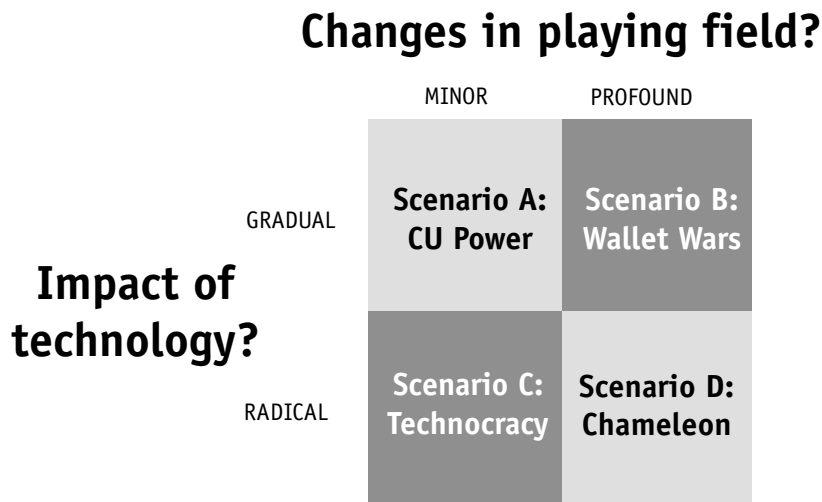 Changes in playing field?
MINOR PROFOUND
GRADUAL
Scenario A:
CU Power
Scenario B:
Wallet Wars
Impact of
technology?
RADICAL
Scenario C:
Technocracy
Scenario D:
Chameleon